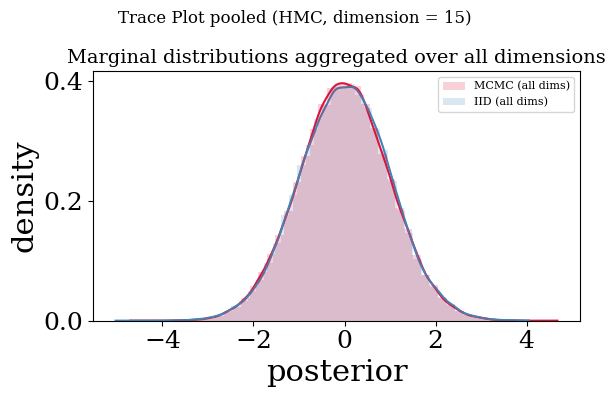 Trace Plot pooled (HMC, dimension = 15)
Marginal distributions aggregated over all dimensions
MCMC (all dims)
IID (all dims)
density
0.4
0.2
0.0
−4 −2 0 2 4
posterior